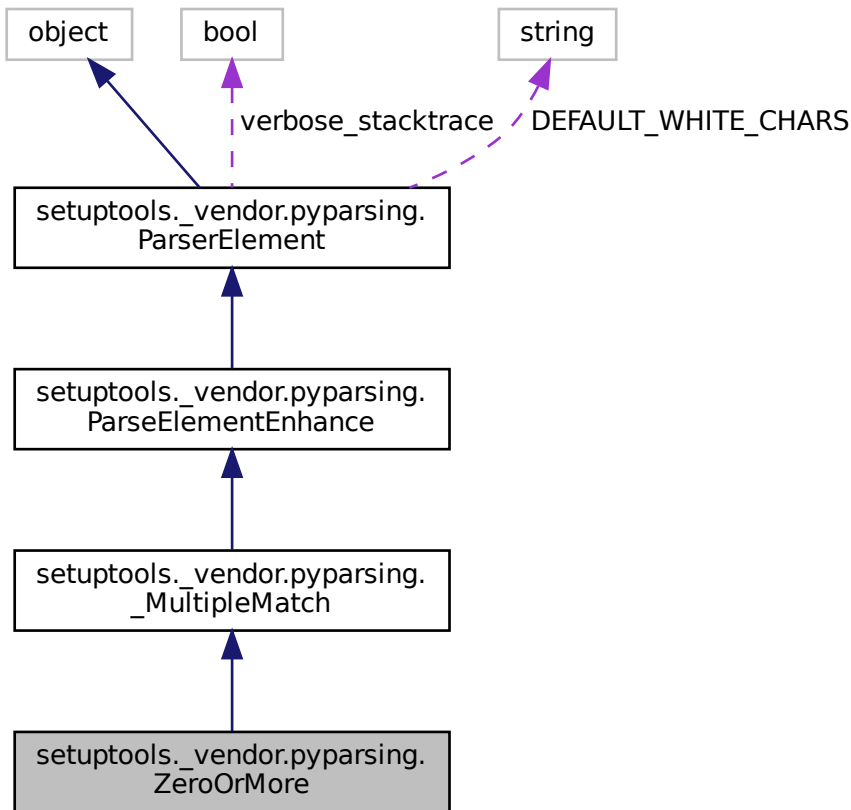 object
bool
string
verbose_stacktrace
DEFAULT_WHITE_CHARS
setuptools._vendor.pyparsing.
ParserElement
setuptools._vendor.pyparsing.
ParseElementEnhance
setuptools._vendor.pyparsing.
_MultipleMatch
setuptools._vendor.pyparsing.
ZeroOrMore